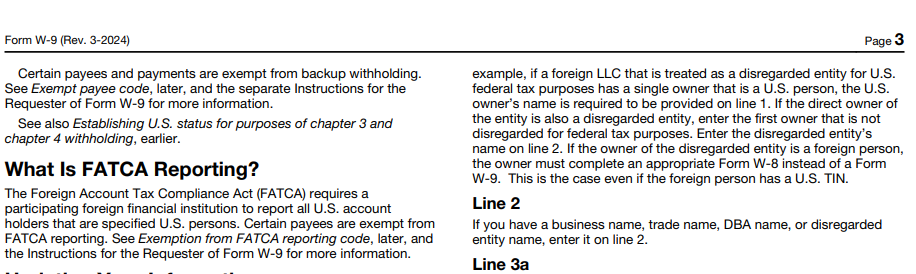 Form W-9 (Rev. 3-2024)
Page 3
Certain payees and payments are exempt from backup withholding.
See Exempt payee code, later, and the separate Instructions for the
Requester of Form W-9 for more information.
See also Establishing U.S. status for purposes of chapter 3 and
chapter 4 withholding, earlier.
What Is FATCA Reporting?
The Foreign Account Tax Compliance Act (FATCA) requires a
participating foreign financial institution to report all U.S. account
holders that are specified U.S. persons. Certain payees are exempt from
FATCA reporting. See Exemption from FATCA reporting code, later, and
the Instructions for the Requester of Form W-9 for more information.
example, if a foreign LLC that is treated as a disregarded entity for U.S.
federal tax purposes has a single owner that is a U.S. person, the U.S.
owner's name is required to be provided on line 1. If the direct owner of
the entity is also a disregarded entity, enter the first owner that is not
disregarded for federal tax purposes. Enter the disregarded entity's
name on line 2. If the owner of the disregarded entity is a foreign person,
the owner must complete an appropriate Form W-8 instead of a Form
W-9.  This is the case even if the foreign person has a U.S. TIN.
Line 2
If you have a business name, trade name, DBA name, or disregarded
entity name, enter it on line 2.
Line 3a